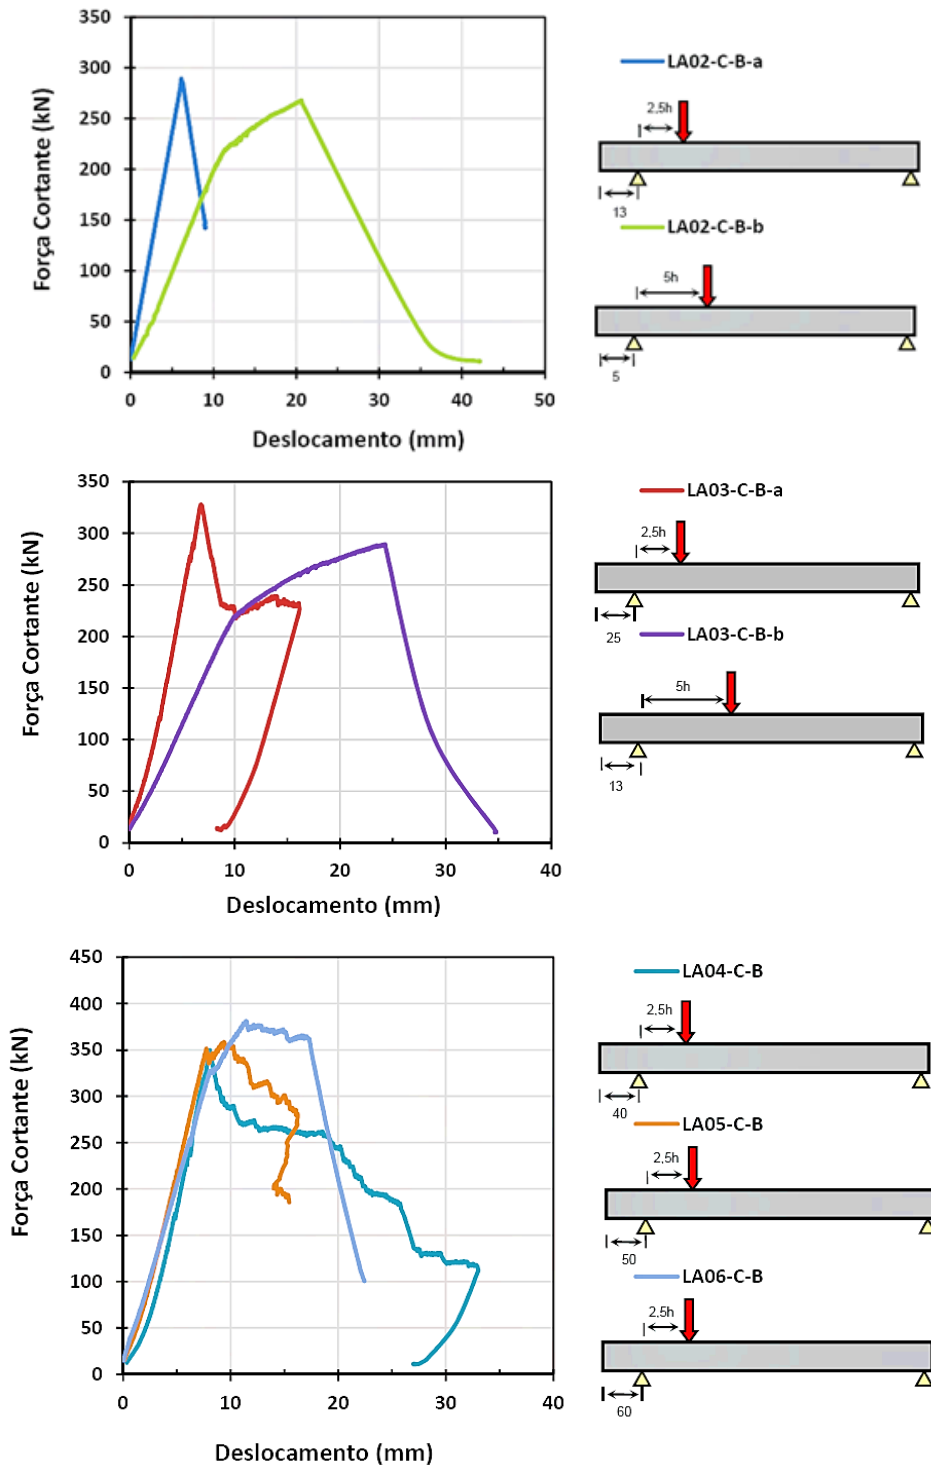 350
300
250
200
150
100
50
0
Força Cortante (kN)
0 10 20 30 40 50
Deslocamento (mm)
LA02-C-B-a
2,5h
13
LA02-C-B-b
5h
5
350
300
250
200
150
100
50
0
Força Cortante (kN)
0 10 20 30 40
Deslocamento (mm)
LA03-C-B-a
2,5h
25
LA03-C-B-b
5h
13
450
400
350
300
250
200
150
100
50
0
Força Cortante (kN)
0 10 20 30 40
Deslocamento (mm)
LA04-C-B
2,5h
40
LA05-C-B
2,5h
50
LA06-C-B
2,5h
60